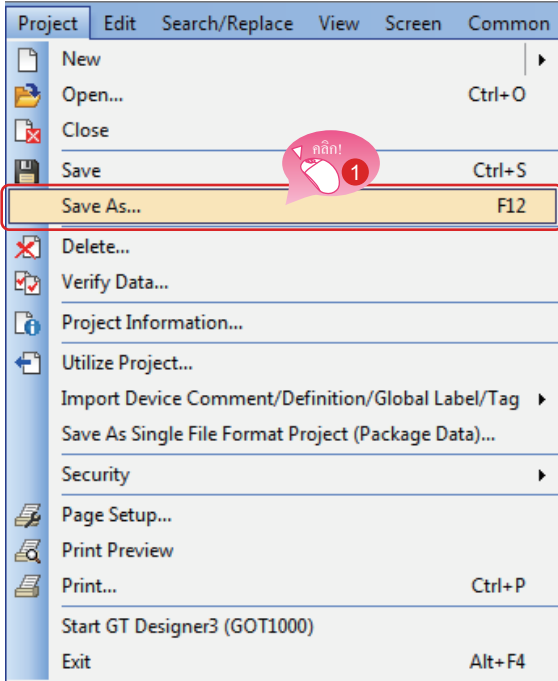 Project Edit Search/Replace View Screen Common
New
Open... Ctrl+O
Close
คลิก!
1
Save Ctrl+S
Save As... F12
Delete...
Verify Data...
Project Information...
Utilize Project...
Import Device Comment/Definition/Global Label/Tag
Save As Single File Format Project (Package Data)...
Security
Page Setup...
Print Preview
Print... Ctrl+P
Start GT Designer3 (GOT1000)
Exit Alt+F4